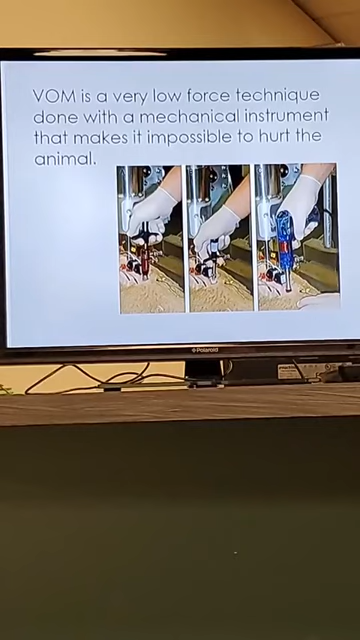 VOM is a very low force technique
done with a mechanical instrument
that makes it impossible to hurt the
animal.
Polaroid